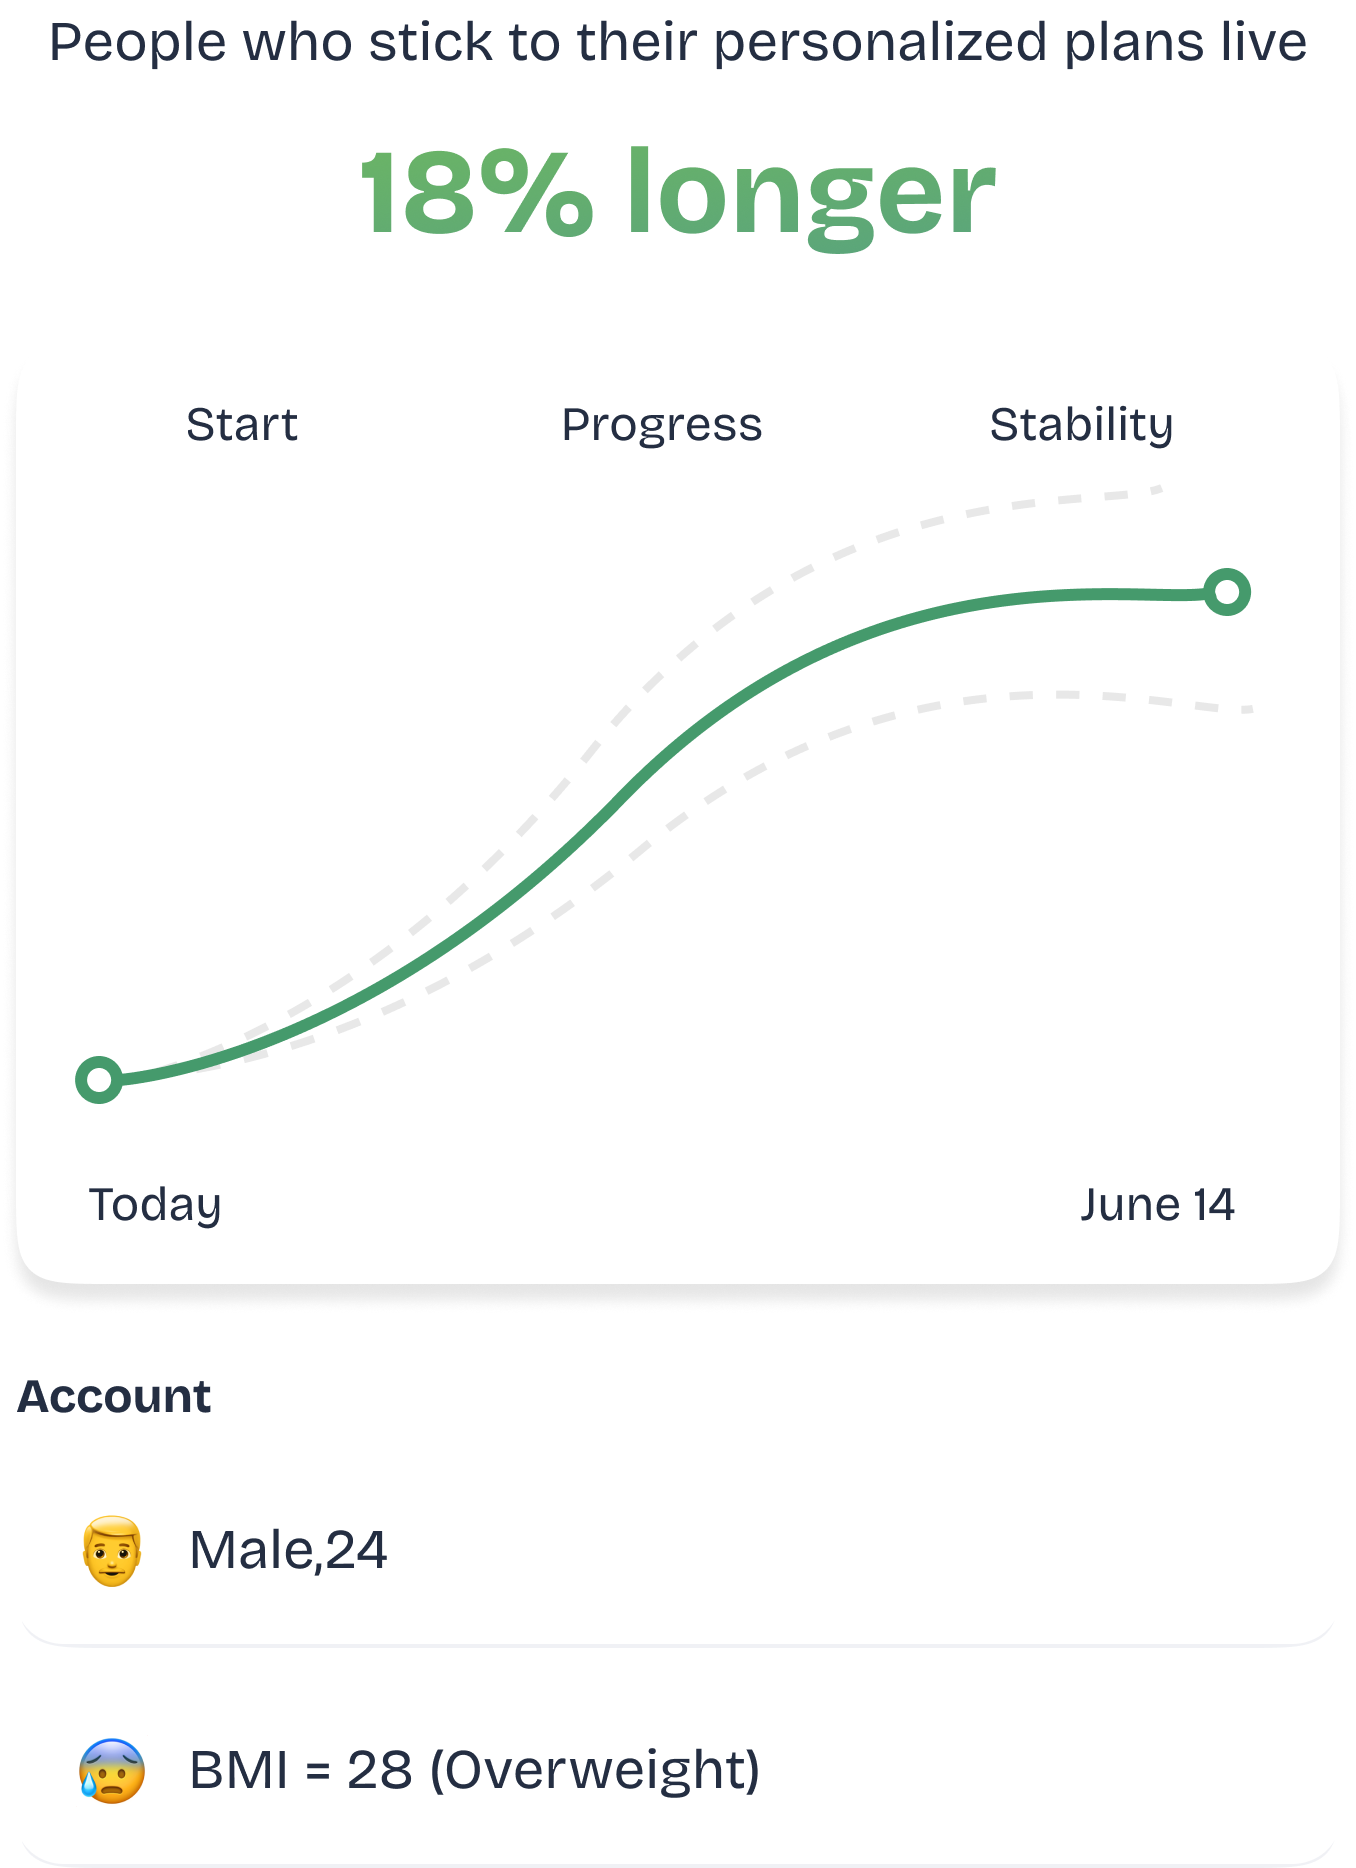 People who stick to their personalized plans live
18% longer
Start Progress Stability
Today June 14
Account
Male,24
BMI = 28 (Overweight)